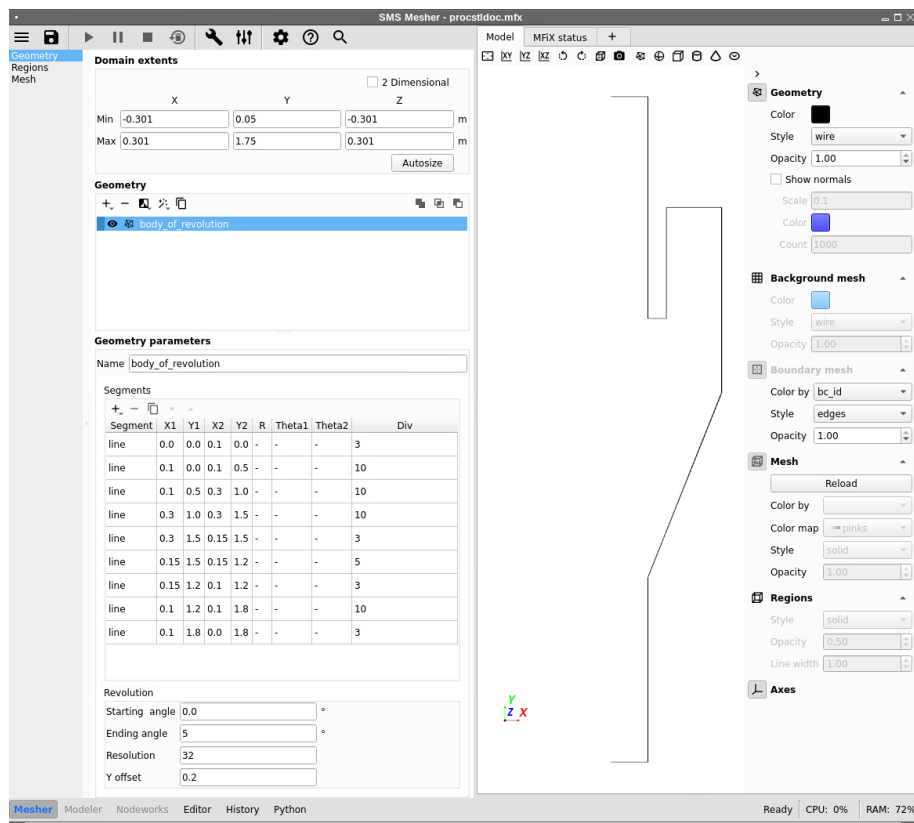 SMS Mesher - procstldoc.mfx
Geometry
Regions
Mesh
Domain extents
2 Dimensional
X Y Z
Min -0.301 0.05 -0.301 m
Max 0.301 1.75 0.301 m
Autosize
Geometry
body_of_revolution
Geometry parameters
Name body_of_revolution
Segments
Segment X1 Y1 X2 Y2 R Theta1 Theta2 Div
line 0.0 0.0 0.1 0.0 - - - 3
line 0.1 0.0 0.1 0.5 - - - 10
line 0.1 0.5 0.3 1.0 - - - 10
line 0.3 1.0 0.3 1.5 - - - 10
line 0.3 1.5 0.15 1.5 - - - 3
line 0.15 1.5 0.15 1.2 - - - 5
line 0.15 1.2 0.1 1.2 - - - 3
line 0.1 1.2 0.1 1.8 - - - 10
line 0.1 1.8 0.0 1.8 - - - 3
Revolution
Starting angle 0.0 °
Ending angle 5 °
Resolution 32
Y offset 0.2
Model MFiX status +
XY YZ XZ
Y
Z X
Geometry
Color
Style wire
Opacity 1.00
Show normals
Scale 0.1
Color
Count 1000
Background mesh
Color
Style wire
Opacity 1.00
Boundary mesh
Color by bc_id
Style edges
Opacity 1.00
Mesh
Reload
Color by
Color map pinks
Style solid
Opacity 1.00
Regions
Style solid
Opacity 0.50
Line width 1.00
Axes
Mesher Modeler Nodeworks Editor History Python Ready CPU: 0% RAM: 72%